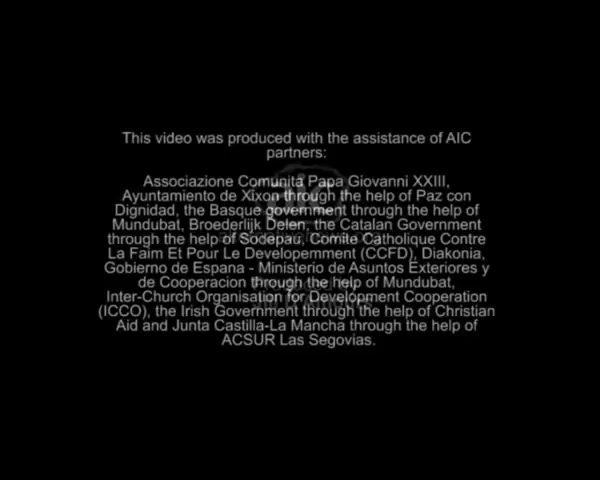 This video was produced with the assistance of AIC
partners:
Associazione Comunita Papa Giovanni XXIII,
Ayuntamiento de Xixon through the help of Paz con
Dignidad, the Basque government through the help of
Mundubat, Broederlijk Delen, the Catalan Government
through the help of Sodepau, Comite Catholique Contre
La Faim Et Pour Le Developemment (CCFD), Diakonia,
Gobierno de Espana - Ministerio de Asuntos Exteriores y
de Cooperacion through the help of Mundubat,
Inter-Church Organisation for Development Cooperation
(ICCO), the Irish Government through the help of Christian
Aid and Junta Castilla-La Mancha through the help of
ACSUR Las Segovias.